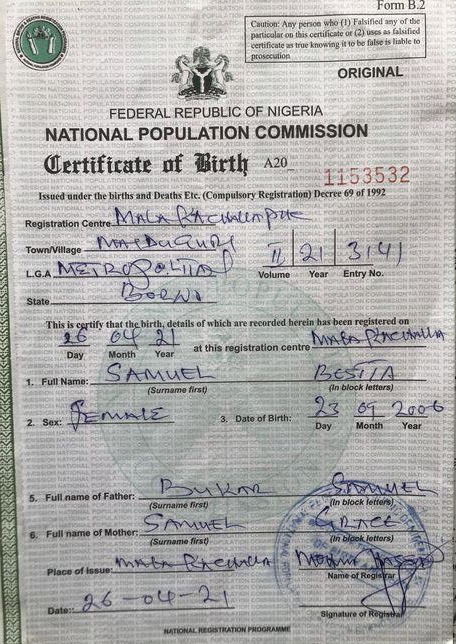 Form B.2
Caution: Any person who (1) Falsified any of the
particular on this certificate or (2) uses as falsified
certificate as true knowing it to be false is liable to
prosecution
ORIGINAL
FEDERAL REPUBLIC OF NIGERIA
NATIONAL POPULATION COMMISSION
Certificate of Birth A20 1153532
Issued under the births and Deaths Etc. (Compulsory Registration) Decree 69 of 1992
Registration Centre MALA
Town/Village MAIDUGURI
L.G.A METROPOLITAN II 21 3141
Volume Year Entry No.
State BORNO
This is certify that the birth, details of which are recorded herein has been registered on
26 04 21 at this registration centre MALA KACHALLA
Day Month Year
1. Full Name: SAMUEL BESITA
(Surname first) (In block letters)
2. Sex: FEMALE 3. Date of Birth: 23 09 2006
Day Month Year
5. Full name of Father: BUKAR SAMUEL
(Surname first) (In block letters)
6. Full name of Mother: SAMUEL GRACE
(Surname first) (In block letters)
Place of Issue: MALA KACHALLA
Name of Registrar
Date: 26-04-21
Signature of Registrar
NATIONAL REGISTRATION PROGRAMME